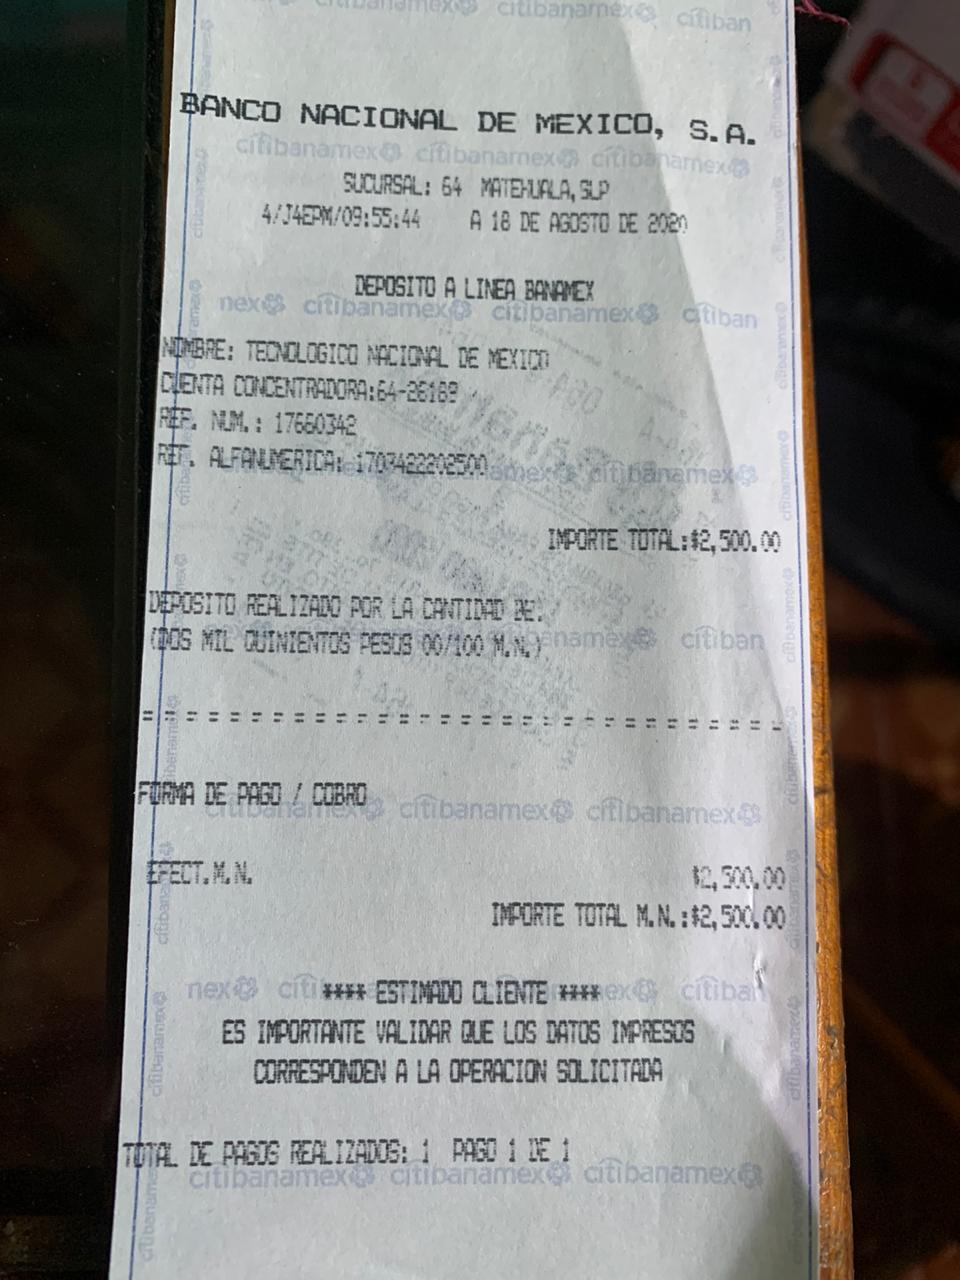 BANCO NACIONAL DE MEXICO, S.A.
SUCURSAL: 64 MATEHUALA,SLP
4/J4EPM/09:55:44 A 18 DE AGOSTO DE 2020
DEPOSITO A LINEA BANAMEX
NOMBRE: TECNOLOGICO NACIONAL DE MEXICO
CUENTA CONCENTRADORA:64-26189
REF. NUM.: 17660342
REF. ALFANUMERICA: 1703422202500
IMPORTE TOTAL:$2,500.00
DEPOSITO REALIZADO POR LA CANTIDAD DE:
(DOS MIL QUINIENTOS PESOS 00/100 M.N.)
FORMA DE PAGO / COBRO
EFECT.M.N. $2,500.00
IMPORTE TOTAL M.N.:$2,500.00
**** ESTIMADO CLIENTE ****
ES IMPORTANTE VALIDAR QUE LOS DATOS IMPRESOS
CORRESPONDEN A LA OPERACION SOLICITADA
TOTAL DE PAGOS REALIZADOS: 1 PAGO 1 DE 1
citibanamex